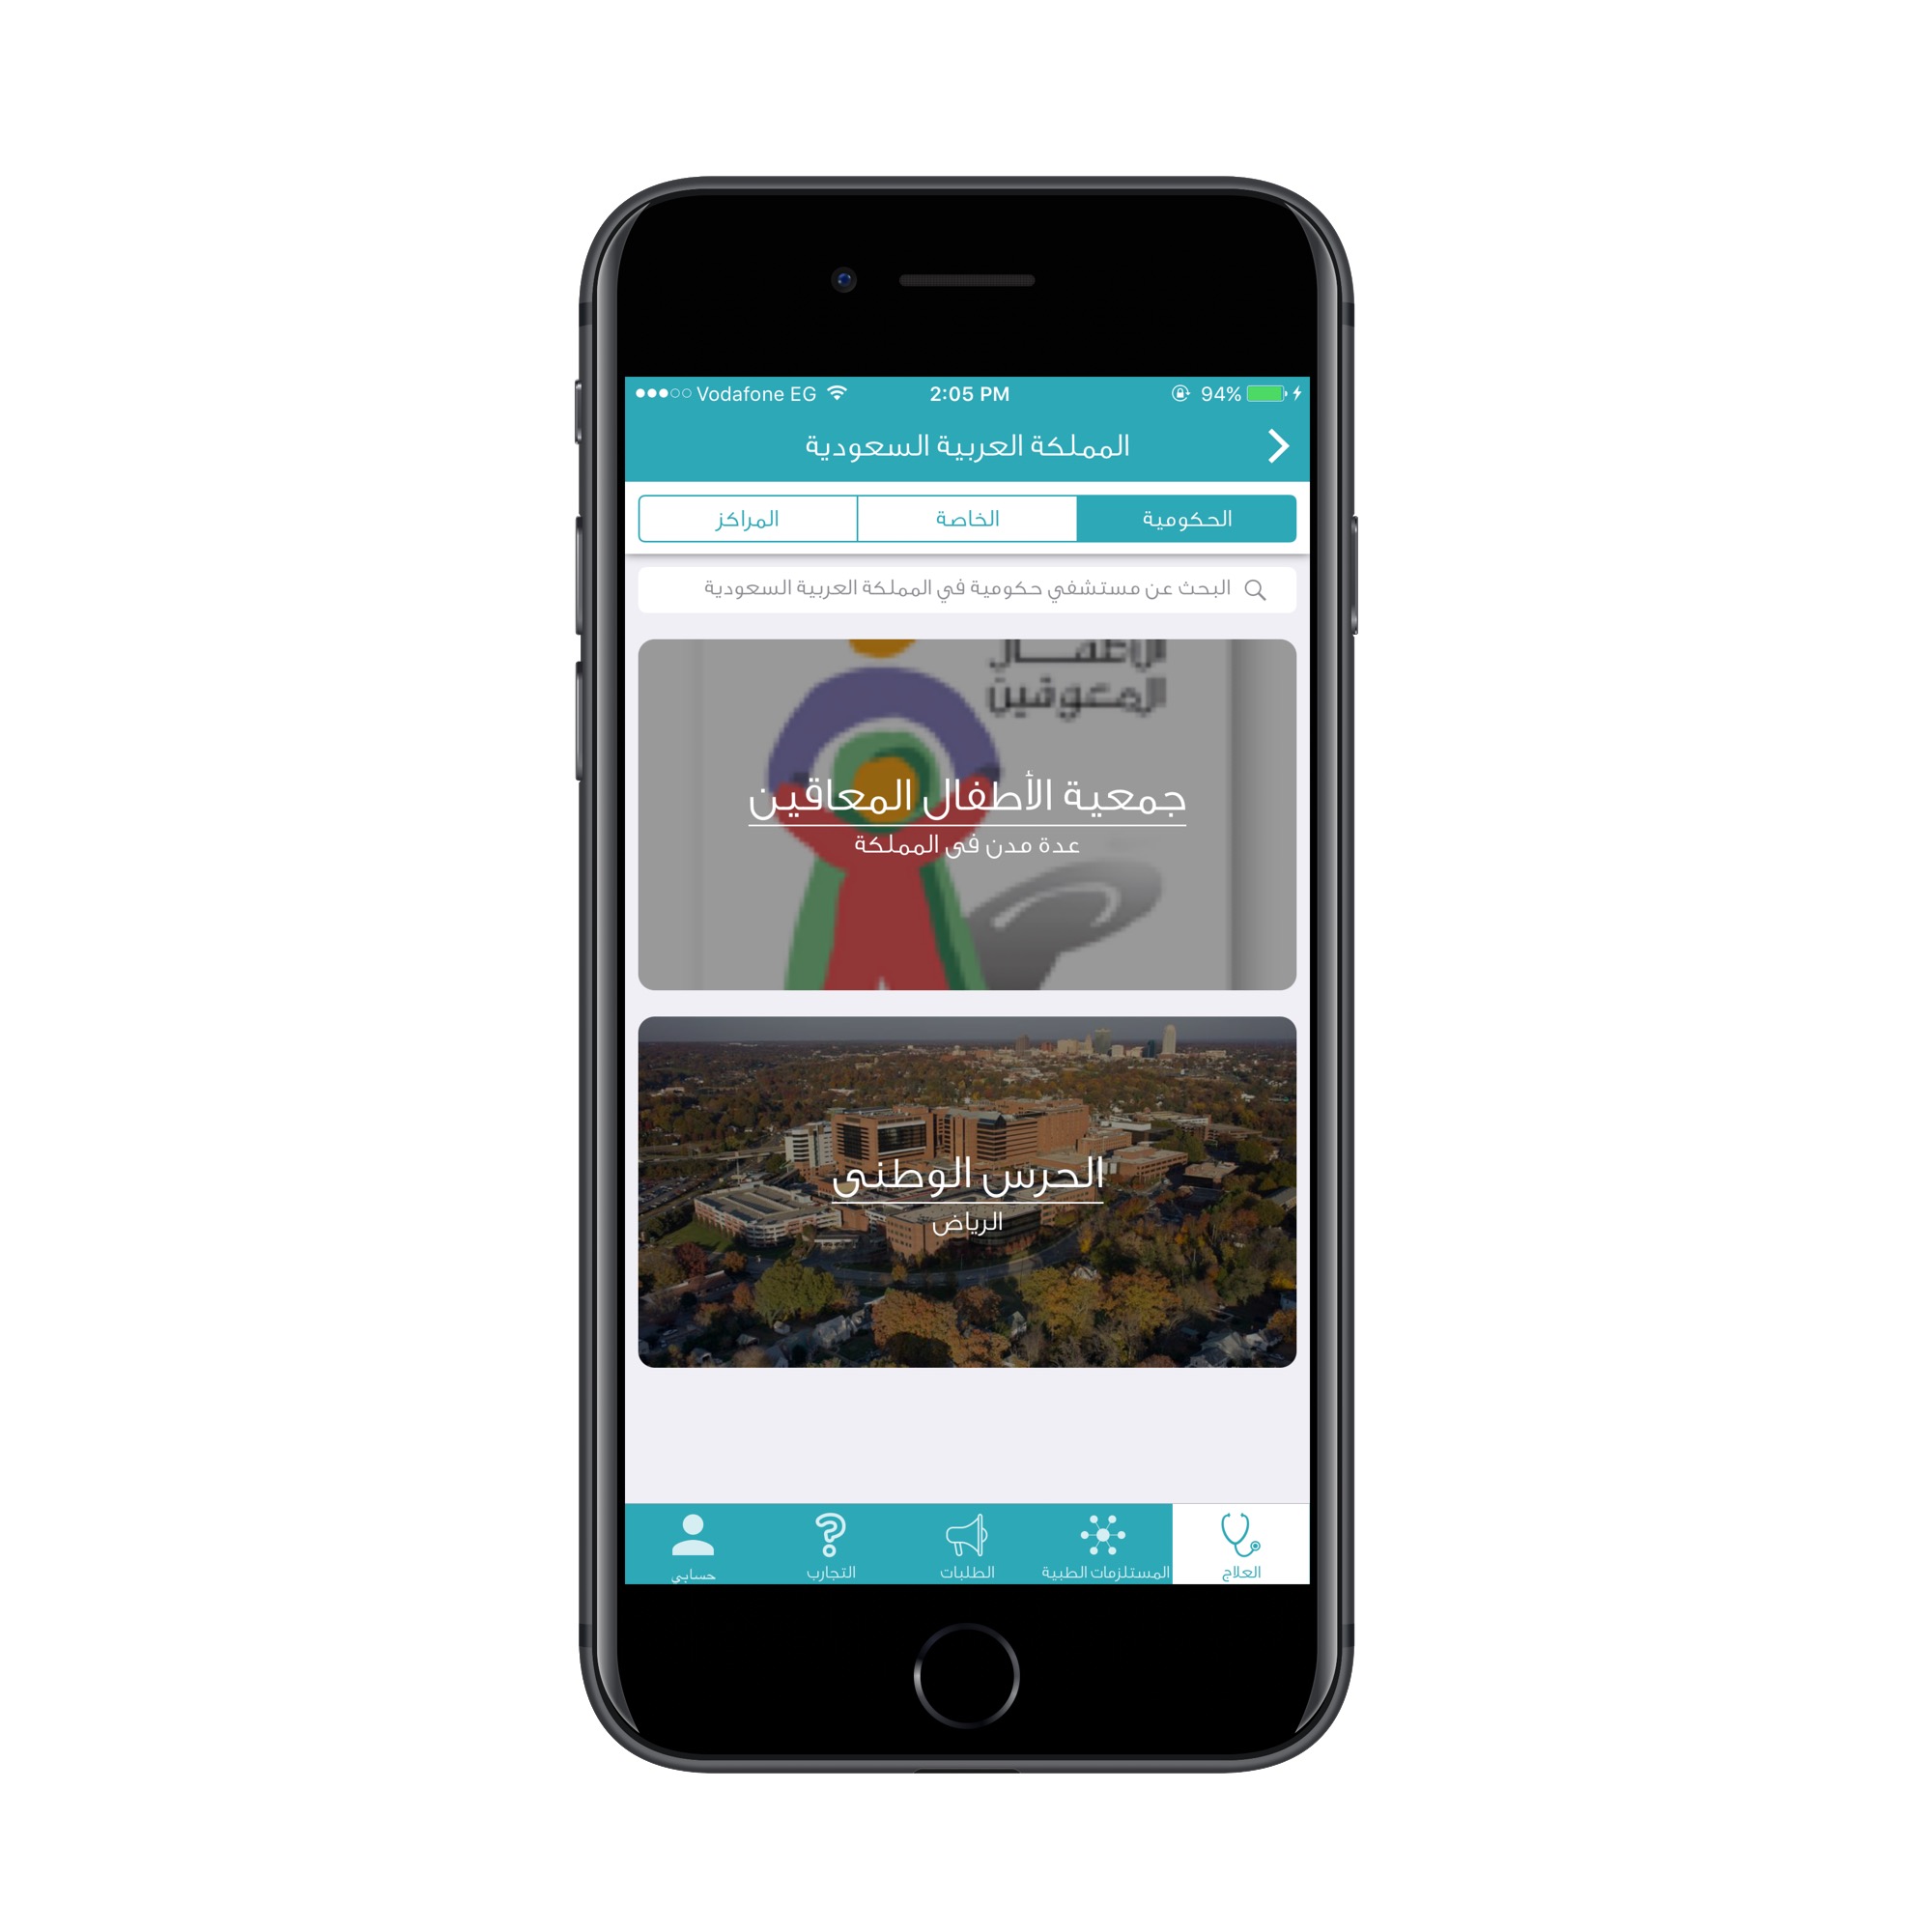 Vodafone EG 2:05 PM 94%
المملكة العربية السعودية
الحكومية الخاصة المراكز
البحث عن مستشفي حكومية في المملكة العربية السعودية
الأطفال
المعوقين
جمعية الأطفال المعاقين
عدة مدن فى المملكة
الحرس الوطنى
الرياض
العلاج المستلزمات الطبية الطلبات التجارب حسابي